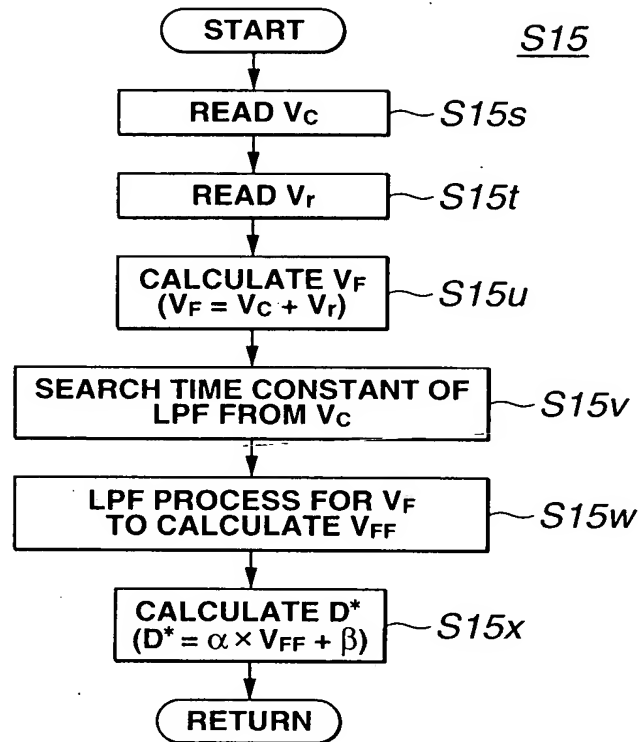 START
S15
READ VC
S15s
READ Vr
S15t
CALCULATE VF
(VF = VC + Vr)
S15u
SEARCH TIME CONSTANT OF
LPF FROM VC
S15v
LPF PROCESS FOR VF
TO CALCULATE VFF
S15w
CALCULATE D*
(D* = α × VFF + β)
S15x
RETURN